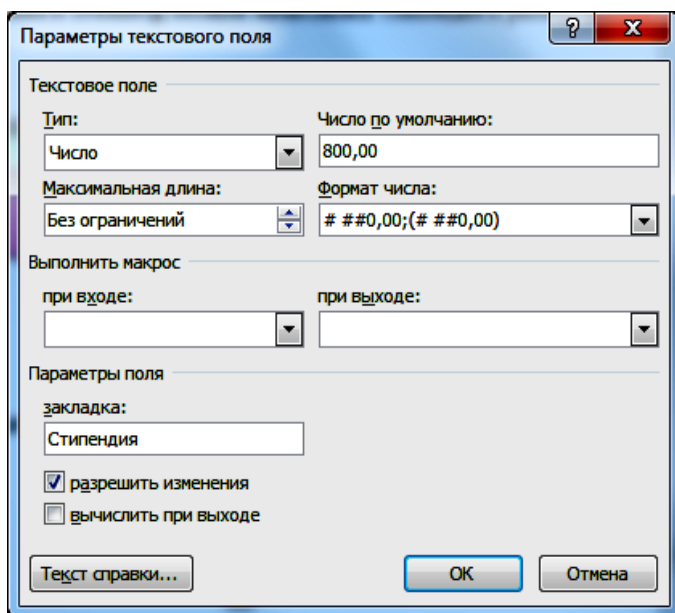 Параметры текстового поля
Текстовое поле
Тип: Число по умолчанию:
Число 800,00
Максимальная длина: Формат числа:
Без ограничений # ##0,00;(# ##0,00)
Выполнить макрос
при входе: при выходе:
Параметры поля
закладка:
Стипендия
разрешить изменения
вычислить при выходе
Текст справки... ОК Отмена